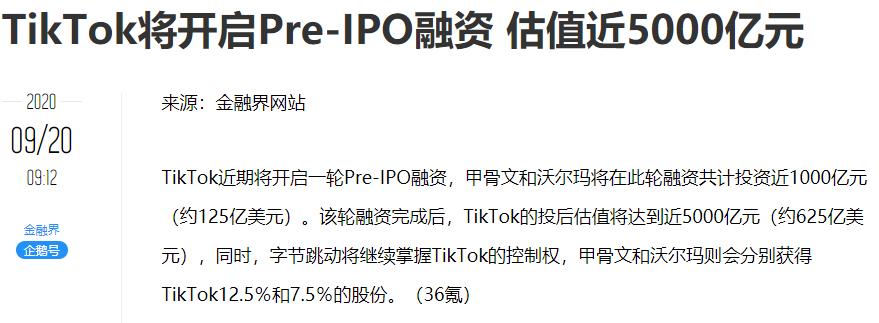 TikTok将开启Pre-IPO融资 估值近5000亿元
2020
09/20
09:12
金融界
企鹅号
来源：金融界网站
TikTok近期将开启一轮Pre-IPO融资，甲骨文和沃尔玛将在此轮融资共计投资近1000亿元
（约125亿美元）。该轮融资完成后，TikTok的投后估值将达到近5000亿元（约625亿美
元），同时，字节跳动将继续掌握TikTok的控制权，甲骨文和沃尔玛则会分别获得
TikTok12.5%和7.5%的股份。（36氪）